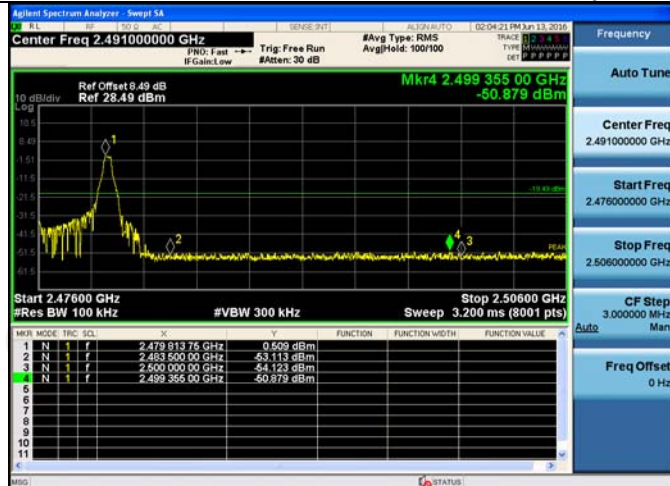 Agilent Spectrum Analyzer - Swept SA
RL RF 50 Ω AC SENSE:INT ALIGN AUTO 02:04:21 PM Jun 13, 2016
Center Freq 2.491000000 GHz
PNO: Fast
IFGain:Low
Trig: Free Run
#Atten: 30 dB
#Avg Type: RMS
Avg|Hold: 100/100
TRACE 1 2 3 4 5 6
TYPE M
DET P P P P P P
Ref Offset 8.49 dB
Ref 28.49 dBm
10 dB/div
Log
Mkr4 2.499 355 00 GHz
-50.879 dBm
-1.51
-11.5
-21.5
-31.5
-41.5
-51.5
-61.5
1
2
4
3
-19.49 dBm
PEAK
Start 2.47600 GHz Stop 2.50600 GHz
#Res BW 100 kHz #VBW 300 kHz Sweep 3.200 ms (8001 pts)
MKR MODE TRC SCL X Y FUNCTION FUNCTION WIDTH FUNCTION VALUE
1 N 1 f 2.479 813 75 GHz 0.509 dBm
2 N 1 f 2.483 500 00 GHz -53.113 dBm
3 N 1 f 2.500 000 00 GHz -54.123 dBm
4 N 1 f 2.499 355 00 GHz -50.879 dBm
5
6
7
8
9
10
11
MSG STATUS
Frequency
Auto Tune
Center Freq
2.491000000 GHz
Start Freq
2.476000000 GHz
Stop Freq
2.506000000 GHz
CF Step
3.000000 MHz
Auto Man
Freq Offset
0 Hz